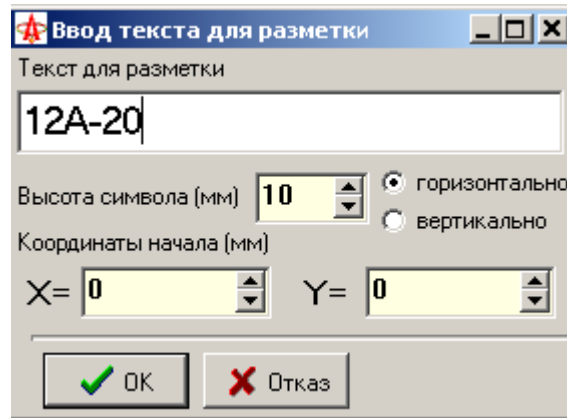 Ввод текста для разметки
Текст для разметки
12А-20
Высота символа (мм) 10 горизонтально
вертикально
Координаты начала (мм)
X= 0 Y= 0
OK Отказ